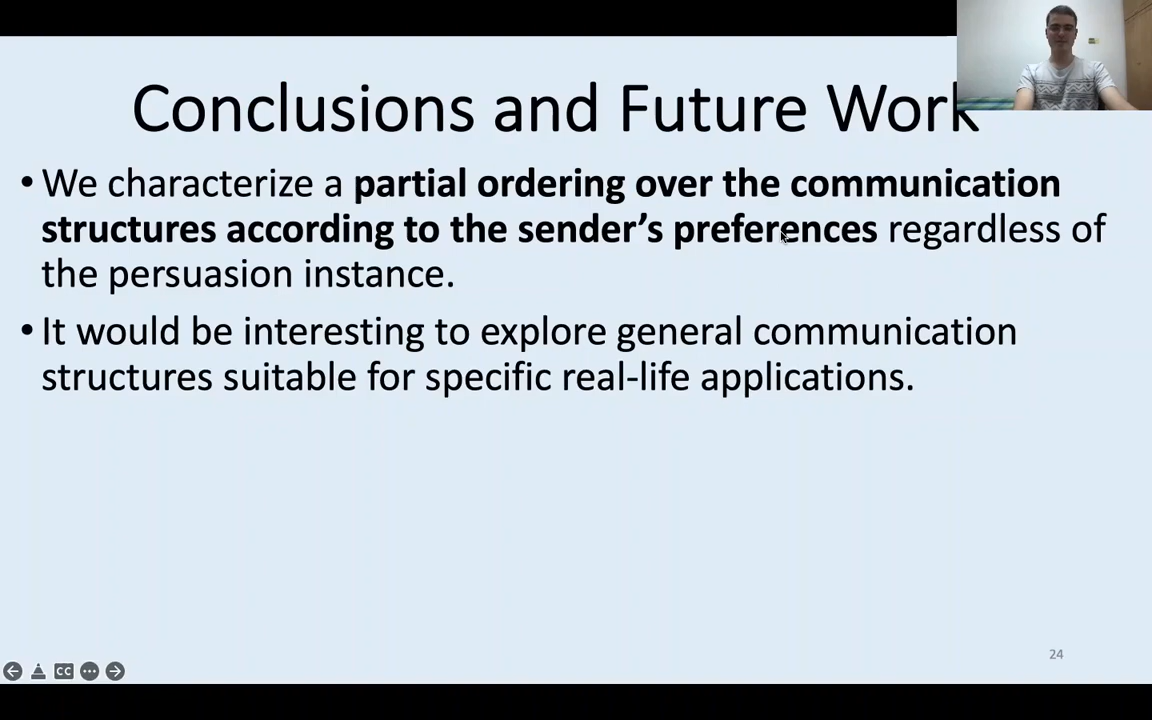 Conclusions and Future Work
• We characterize a partial ordering over the communication
structures according to the sender’s preferences regardless of
the persuasion instance.
• It would be interesting to explore general communication
structures suitable for specific real-life applications.
24
CC